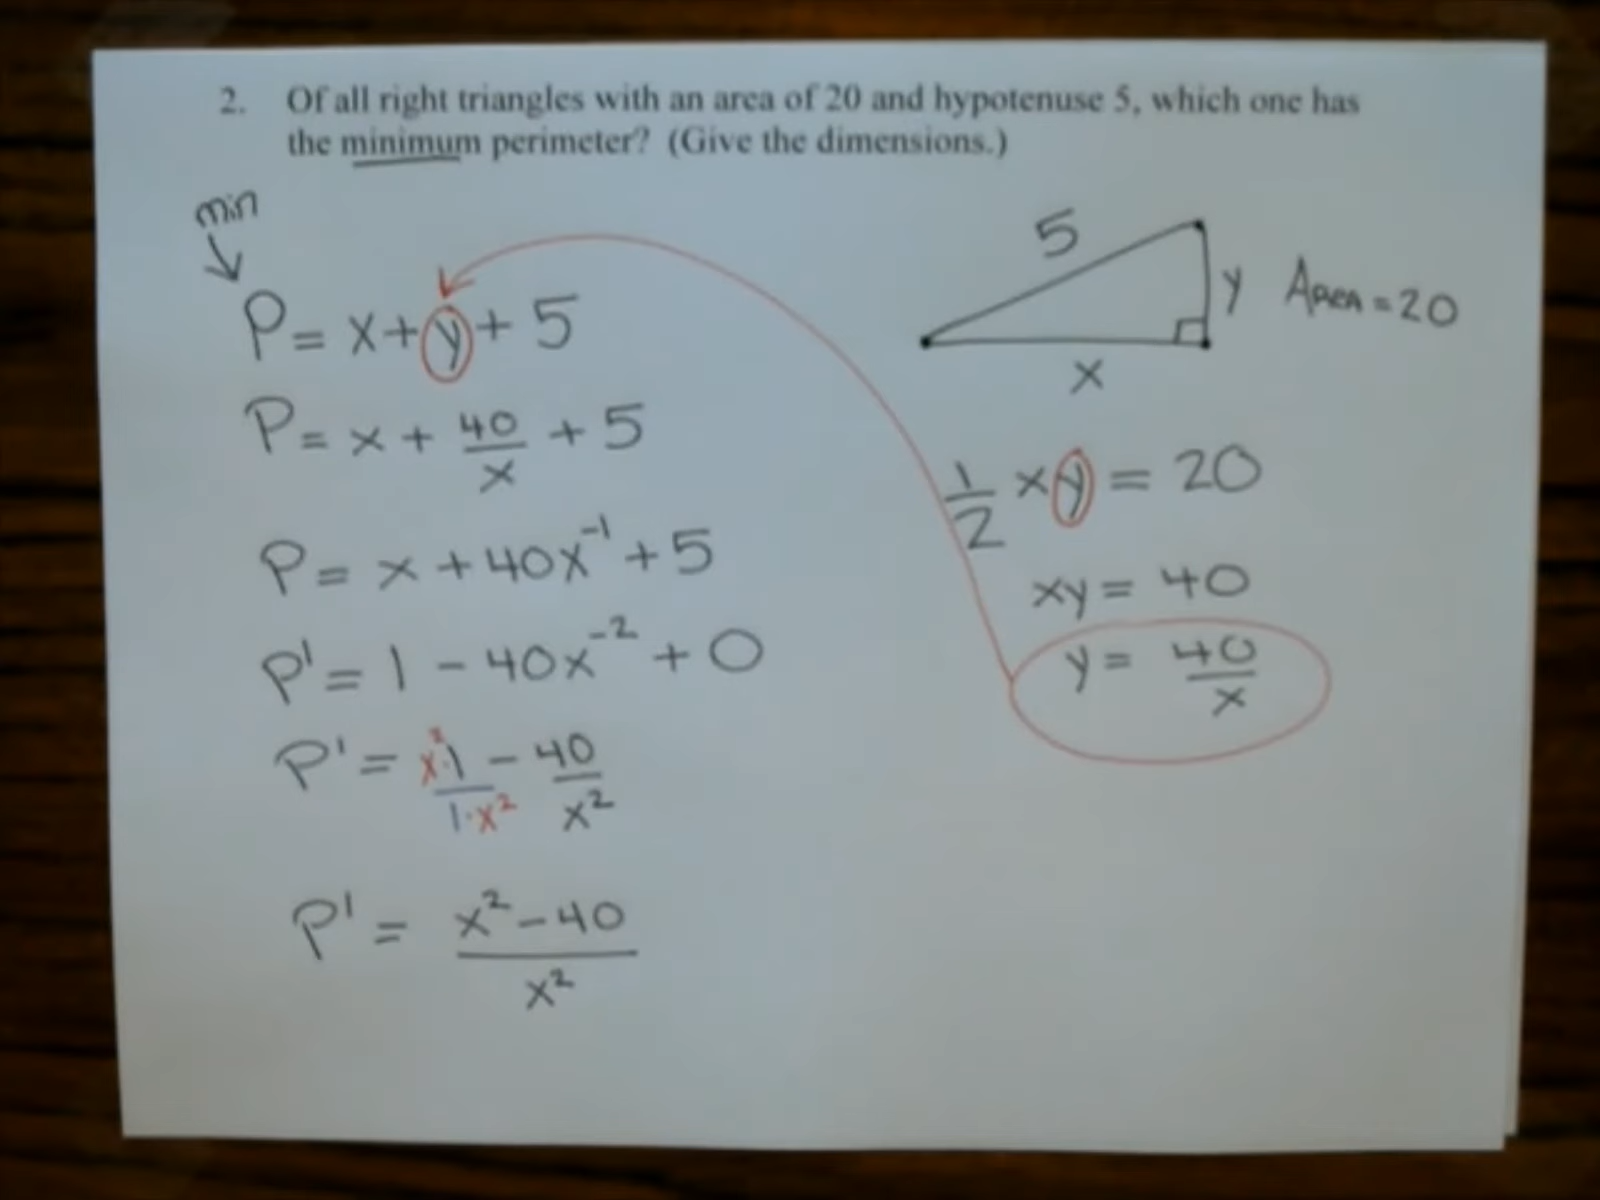 2. Of all right triangles with an area of 20 and hypotenuse 5, which one has
the minimum perimeter? (Give the dimensions.)
min
P = x + y + 5
P = x + 40/x + 5
P = x + 40x⁻¹ + 5
P' = 1 - 40x⁻² + 0
P' = x²·1/1·x² - 40/x²
P' = x² - 40/x²
5
y Area = 20
x
1/2 xy = 20
xy = 40
y = 40/x